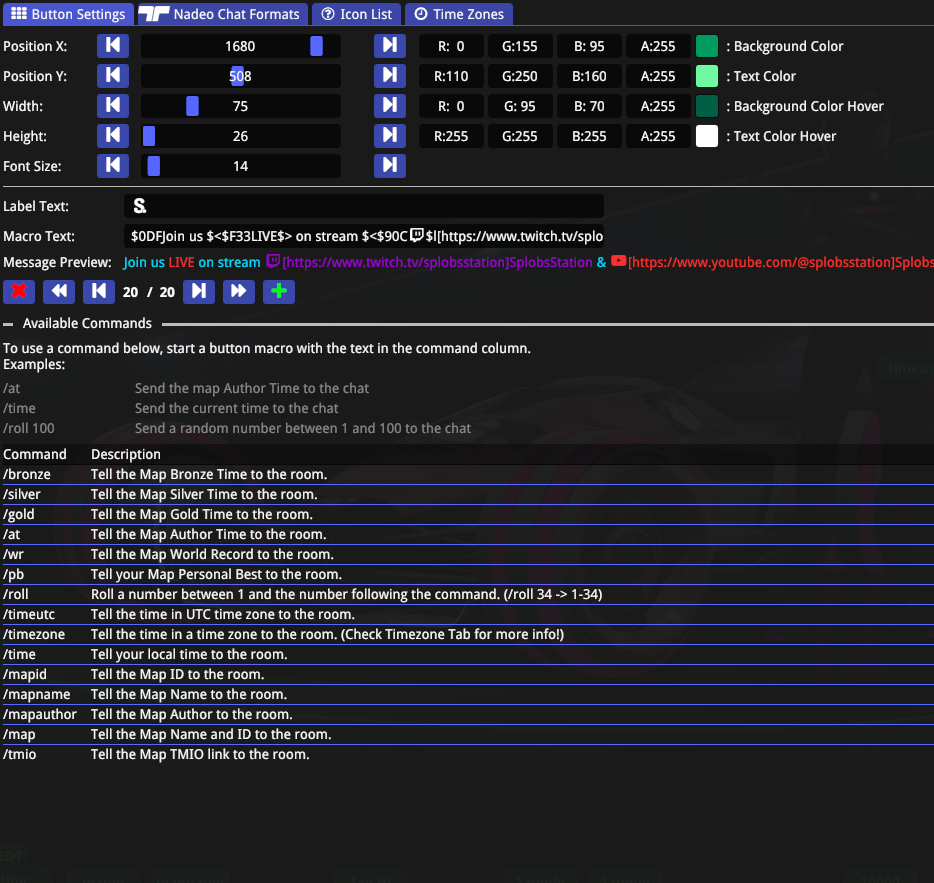 Button Settings Nadeo Chat Formats Icon List Time Zones
Position X: 1680 R: 0 G:155 B: 95 A:255 : Background Color
Position Y: 508 R:110 G:250 B:160 A:255 : Text Color
Width: 75 R: 0 G: 95 B: 70 A:255 : Background Color Hover
Height: 26 R:255 G:255 B:255 A:255 : Text Color Hover
Font Size: 14
Label Text: S.
Macro Text: $0DFJoin us $<$F33LIVE$> on stream $<$90C $l[https://www.twitch.tv/splo
Message Preview: Join us LIVE on stream [https://www.twitch.tv/splobsstation]SplobsStation & [https://www.youtube.com/@splobsstation]Splobs
20 / 20
Available Commands
To use a command below, start a button macro with the text in the command column.
Examples:
/at Send the map Author Time to the chat
/time Send the current time to the chat
/roll 100 Send a random number between 1 and 100 to the chat
Command Description
/bronze Tell the Map Bronze Time to the room.
/silver Tell the Map Silver Time to the room.
/gold Tell the Map Gold Time to the room.
/at Tell the Map Author Time to the room.
/wr Tell the Map World Record to the room.
/pb Tell your Map Personal Best to the room.
/roll Roll a number between 1 and the number following the command. (/roll 34 -> 1-34)
/timeutc Tell the time in UTC time zone to the room.
/timezone Tell the time in a time zone to the room. (Check Timezone Tab for more info!)
/time Tell your local time to the room.
/mapid Tell the Map ID to the room.
/mapname Tell the Map Name to the room.
/mapauthor Tell the Map Author to the room.
/map Tell the Map Name and ID to the room.
/tmio Tell the Map TMIO link to the room.